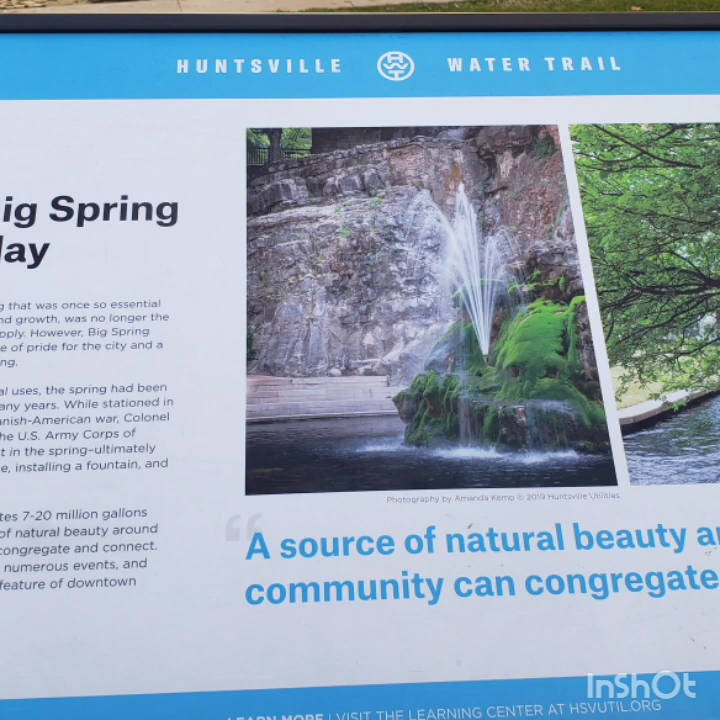 HUNTSVILLE WATER TRAIL
ig Spring
ay
g that was once so essential
nd growth, was no longer the
pply. However, Big Spring
e of pride for the city and a
ng.
al uses, the spring had been
any years. While stationed in
anish-American war, Colonel
he U.S. Army Corps of
t in the spring–ultimately
e, installing a fountain, and
tes 7-20 million gallons
of natural beauty around
congregate and connect.
numerous events, and
feature of downtown
Photography by Amanda Kemp © 2019 Huntsville Utilities
“A source of natural beauty a
community can congregate
LEARN MORE | VISIT THE LEARNING CENTER AT HSVUTIL.ORG
InShOt